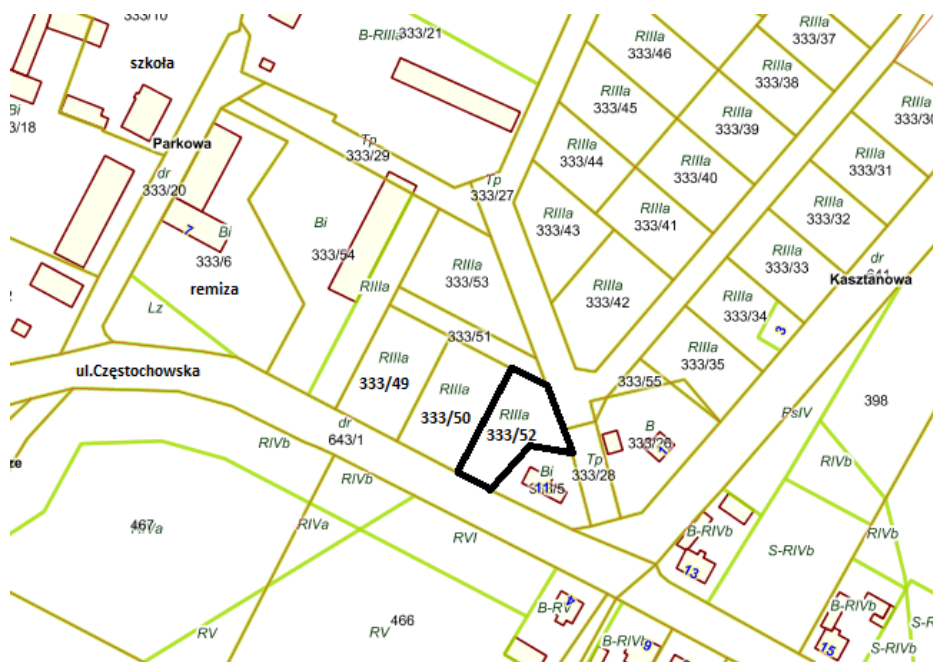 333/10
szkoła
Bi
3/18
Parkowa
dr
333/20
7
Bi
333/6
remiza
Lz
B-RIIIa
333/21
Tp
333/29
Tp
333/27
Bi
333/54
RIIIa
RIIIa
333/53
333/51
RIIIa
333/49
RIIIa
333/50
RIIIa
333/52
RIIIa
333/46
RIIIa
333/45
RIIIa
333/44
RIIIa
333/43
RIIIa
333/42
RIIIa
333/41
RIIIa
333/40
RIIIa
333/39
RIIIa
333/38
RIIIa
333/37
RIIIa
333/30
RIIIa
333/31
RIIIa
333/32
RIIIa
333/33
RIIIa
333/34
3
RIIIa
333/35
333/55
dr
Kasztanowa
B
333/26
1
Tp
333/28
Bi
11
ul.Częstochowska
dr
643/1
RIVb
RIVb
RIVa
467
RV
RV
466
RVI
ze
PsIV
398
RIVb
RIVb
S-RIVb
B-RIVb
13
B-RV
4
B-RIVb
9
B-RIVb
15
S-RIVb
S-R